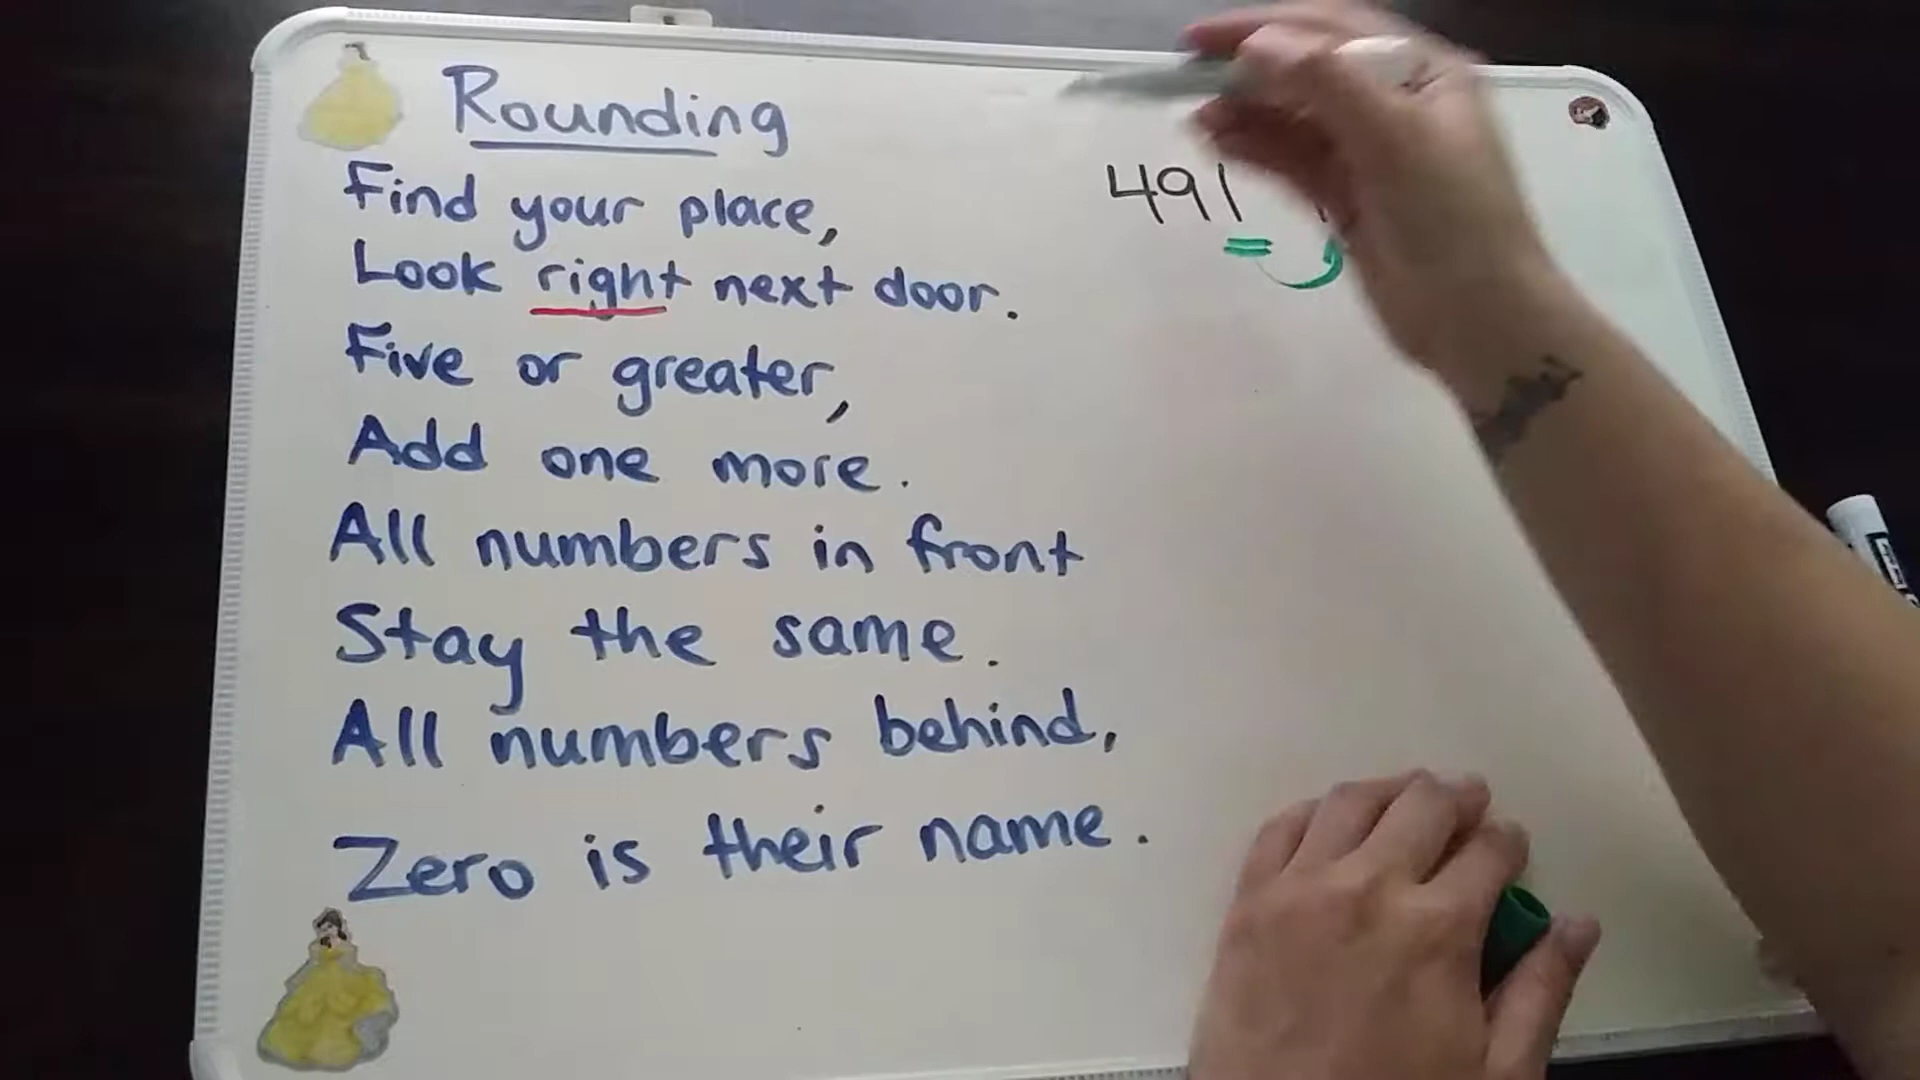 Rounding
Find your place,
Look right next door.
Five or greater,
Add one more.
All numbers in front
Stay the same.
All numbers behind,
Zero is their name.
491